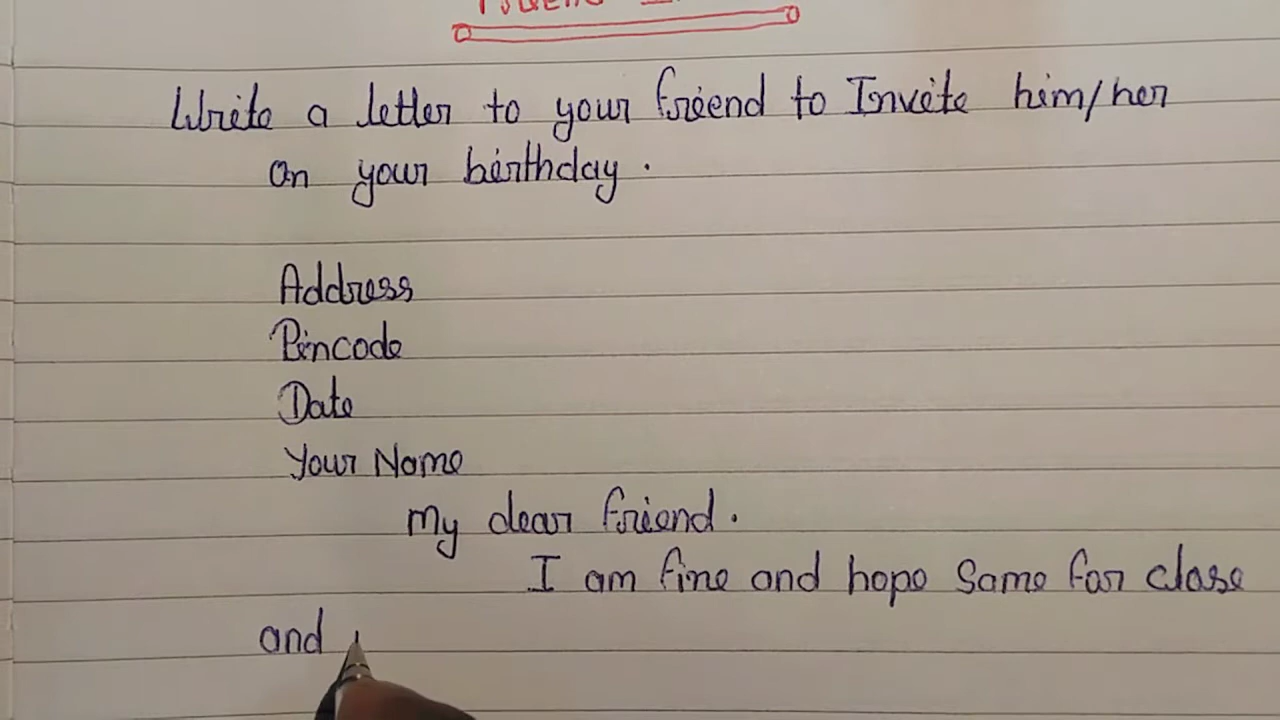 Write a letter to your friend to Invite him/her
on your birthday.
Address
Pincode
Date
Your Name
My dear friend.
I am fine and hope Same for close
and